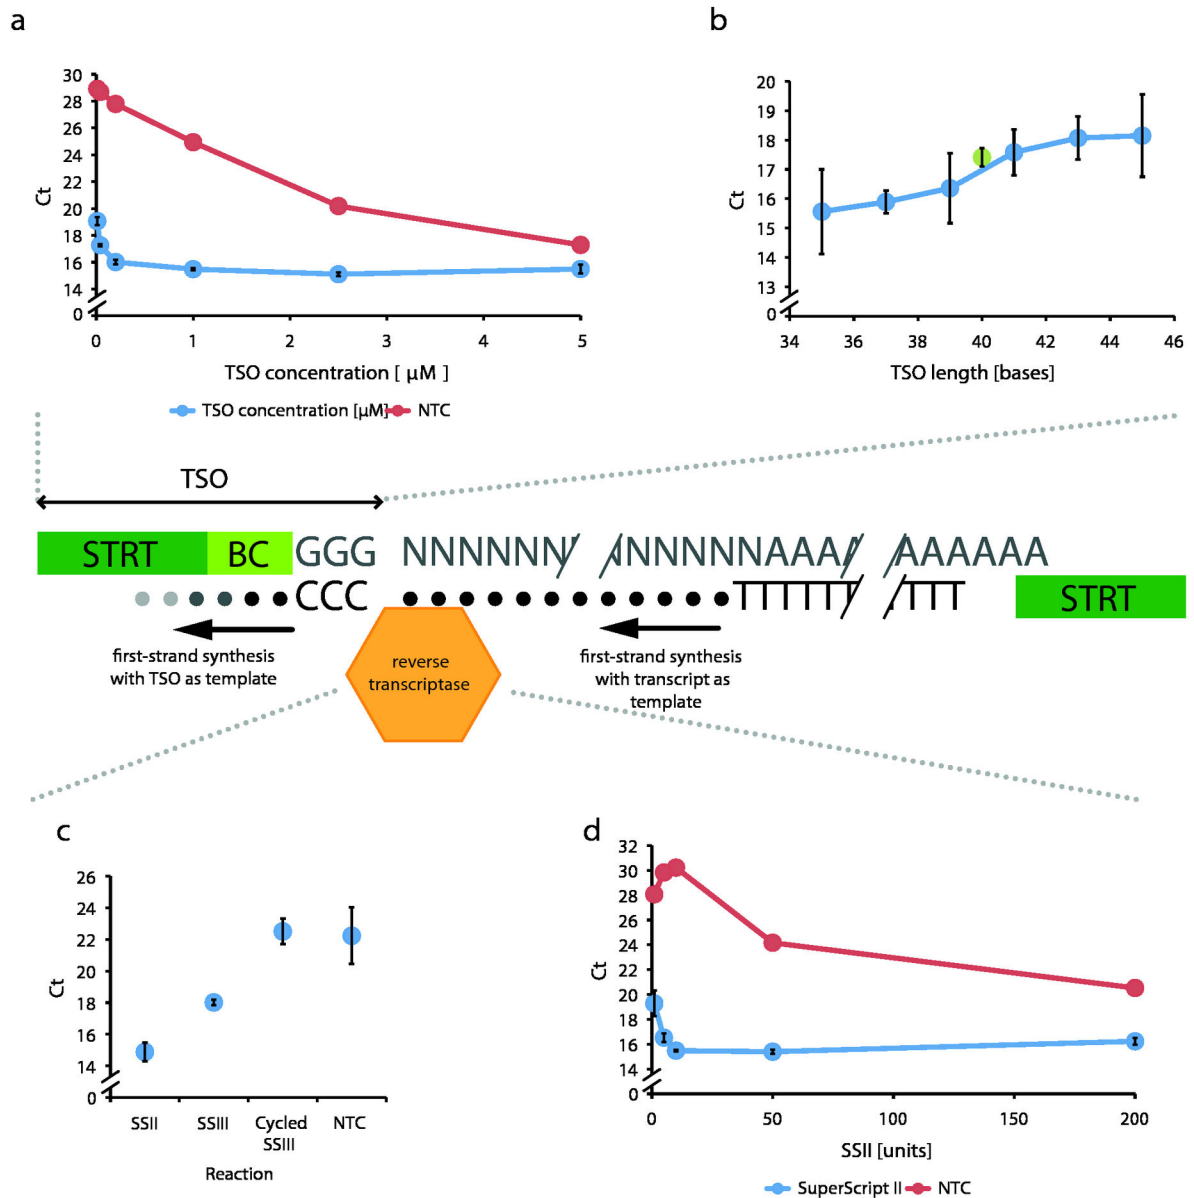 a
b
30
28
26
24
22
20
18
16
14
0
Ct
0 1 2 3 4 5
TSO concentration [ µM ]
TSO concentration [µM] NTC
20
19
18
17
16
15
14
13
0
Ct
34 36 38 40 42 44 46
TSO length [bases]
TSO
STRT BC GGG NNNNNNN NNNNNNAAAA AAAAAA
CCC TTTTTT TTTT STRT
first-strand synthesis
with TSO as template
reverse
transcriptase
first-strand synthesis
with transcript as
template
c
d
26
24
22
20
18
16
14
0
Ct
SSII SSIII Cycled
SSIII NTC
Reaction
32
30
28
26
24
22
20
18
16
14
0
Ct
0 50 100 150 200
SSII [units]
SuperScript II NTC